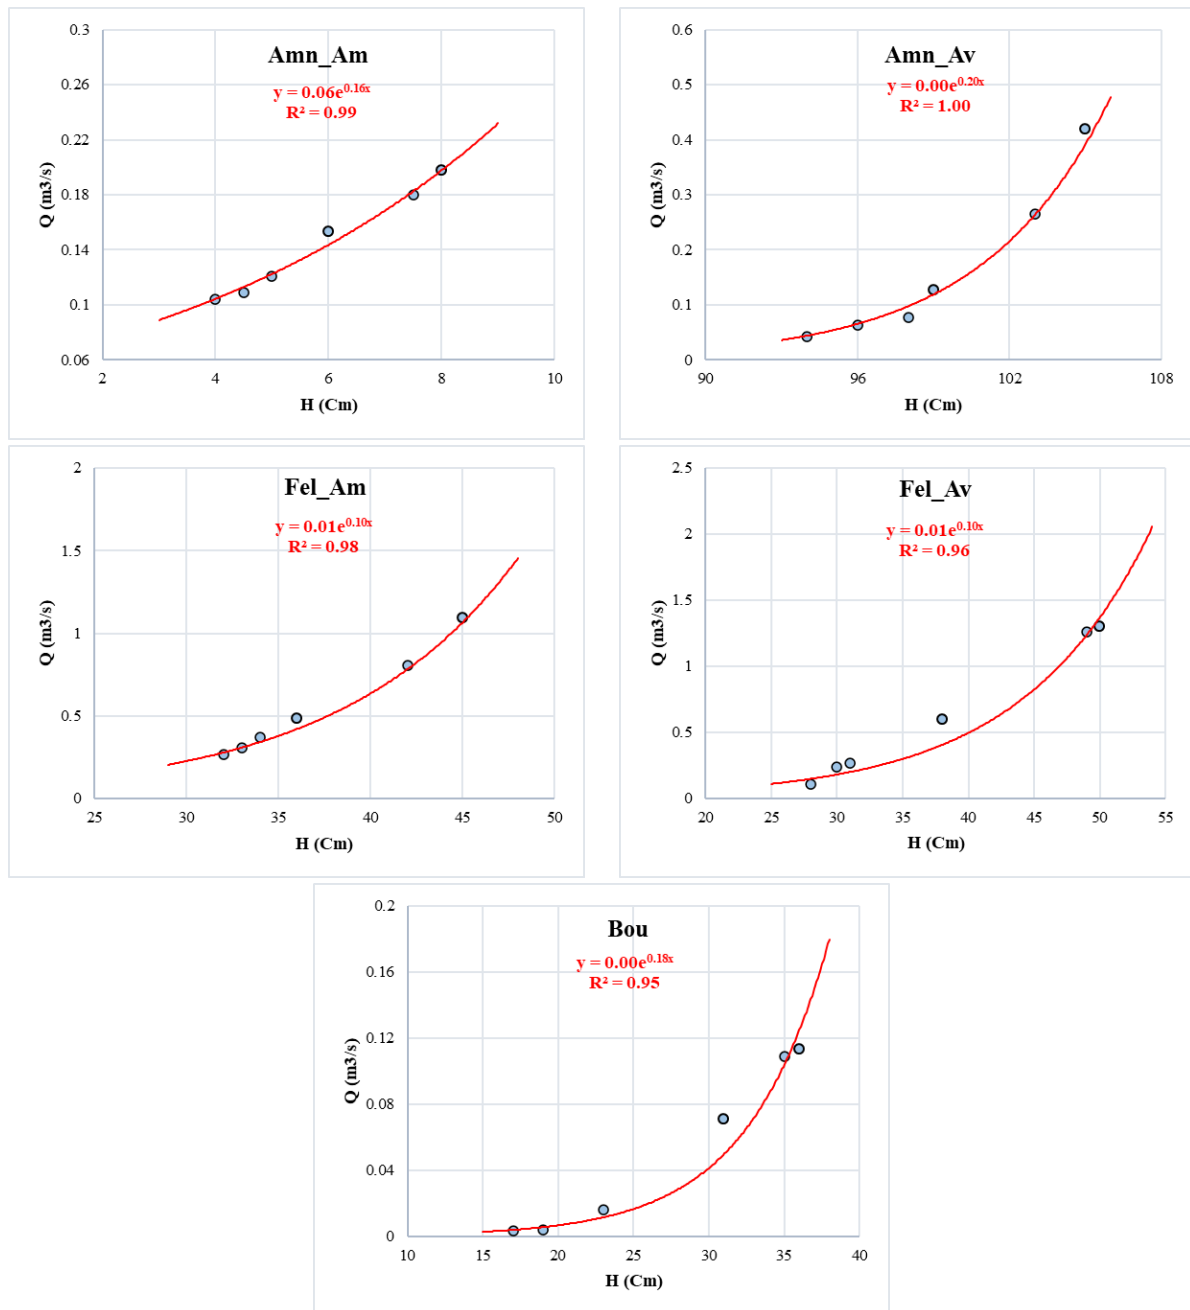 Amn_Am
y = 0.06e^0.16x
R² = 0.99
0.3
0.26
0.22
0.18
0.14
0.1
0.06
Q (m3/s)
2 4 6 8 10
H (Cm)
Amn_Av
y = 0.00e^0.20x
R² = 1.00
0.6
0.5
0.4
0.3
0.2
0.1
0
Q (m3/s)
90 96 102 108
H (Cm)
Fel_Am
y = 0.01e^0.10x
R² = 0.98
2
1.5
1
0.5
0
Q (m3/s)
25 30 35 40 45 50
H (Cm)
Fel_Av
y = 0.01e^0.10x
R² = 0.96
2.5
2
1.5
1
0.5
0
Q (m3/s)
20 25 30 35 40 45 50 55
H (Cm)
Bou
y = 0.00e^0.18x
R² = 0.95
0.2
0.16
0.12
0.08
0.04
0
Q (m3/s)
10 15 20 25 30 35 40
H (Cm)